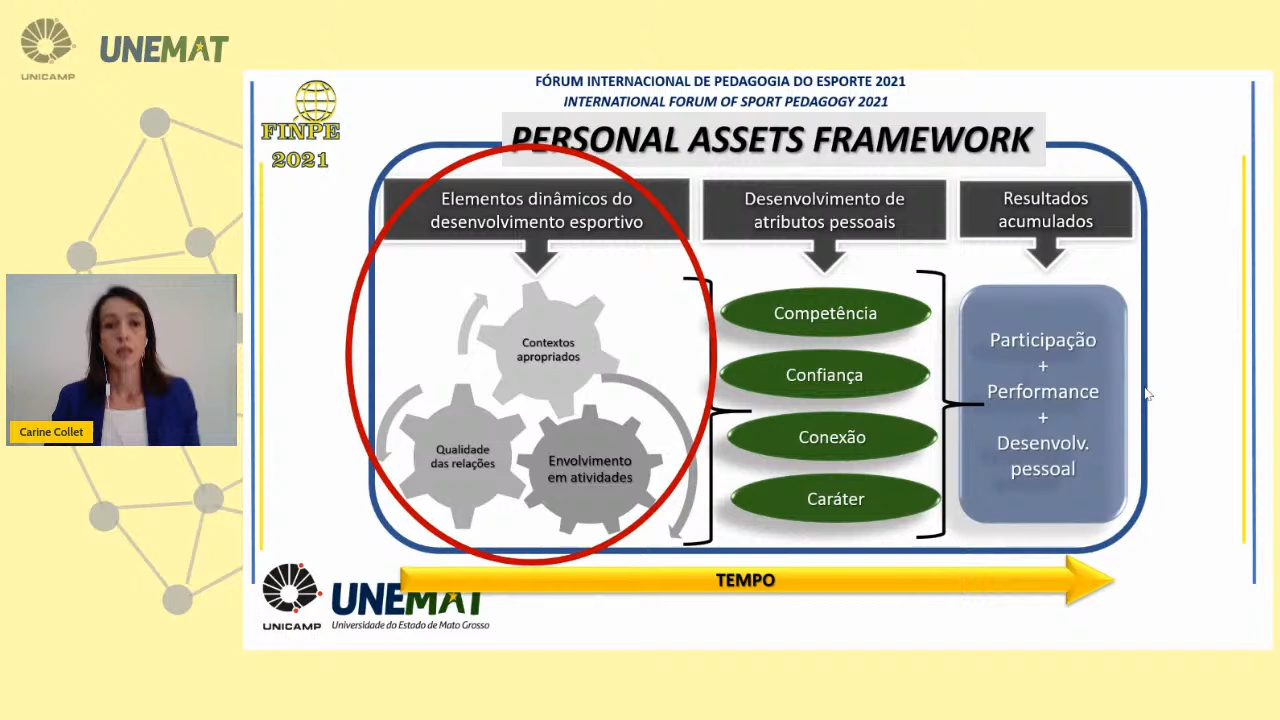 UNICAMP
UNEMAT
FÓRUM INTERNACIONAL DE PEDAGOGIA DO ESPORTE 2021
INTERNATIONAL FORUM OF SPORT PEDAGOGY 2021
FINPE
2021
PERSONAL ASSETS FRAMEWORK
Elementos dinâmicos do
desenvolvimento esportivo
Desenvolvimento de
atributos pessoais
Resultados
acumulados
Contextos
apropriados
Qualidade
das relações
Envolvimento
em atividades
Competência
Confiança
Conexão
Caráter
Participação
+
Performance
+
Desenvolv.
pessoal
Carine Collet
TEMPO
UNICAMP
UNEMAT
Universidade do Estado de Mato Grosso